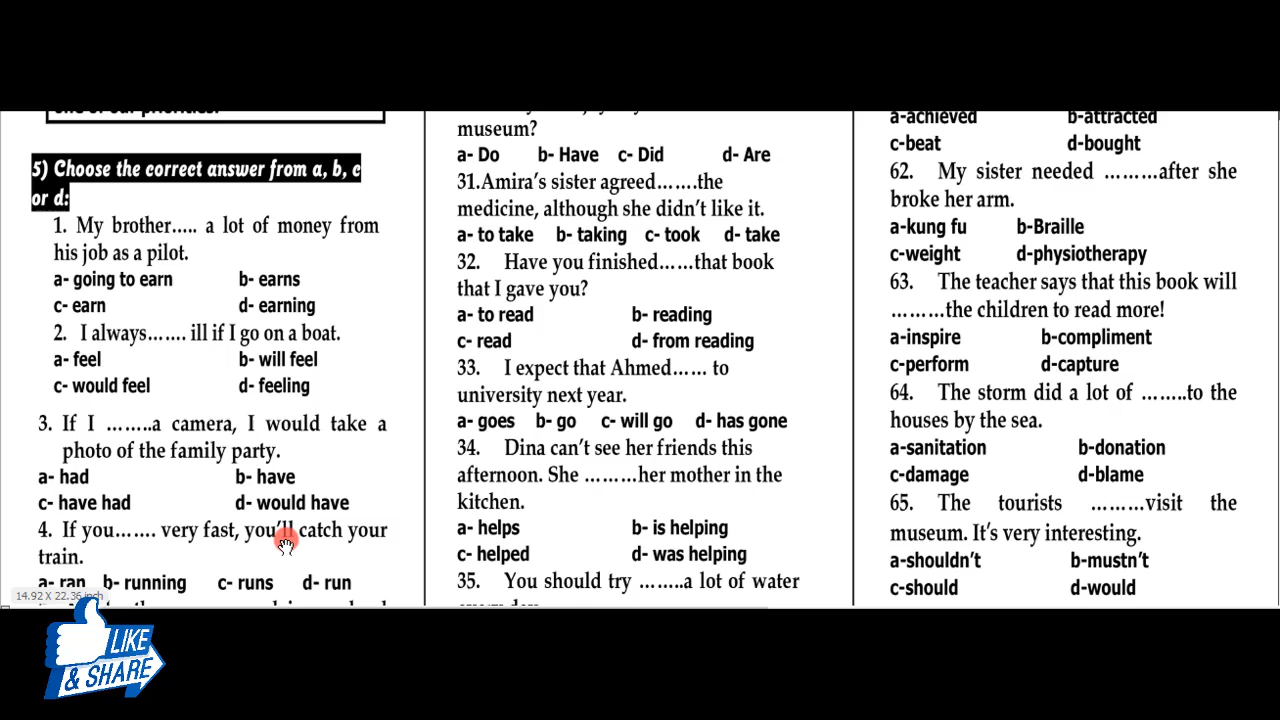 5) Choose the correct answer from a, b, c
or d:
1. My brother….. a lot of money from
his job as a pilot.
a- going to earn b- earns
c- earn d- earning
2. I always……. ill if I go on a boat.
a- feel b- will feel
c- would feel d- feeling
3. If I ……..a camera, I would take a
photo of the family party.
a- had b- have
c- have had d- would have
4. If you……. very fast, you'll catch your
train.
a- ran b- running c- runs d- run
14.92 X 22.36 inch
museum?
a- Do b- Have c- Did d- Are
31.Amira's sister agreed…….the
medicine, although she didn't like it.
a- to take b- taking c- took d- take
32. Have you finished……that book
that I gave you?
a- to read b- reading
c- read d- from reading
33. I expect that Ahmed…… to
university next year.
a- goes b- go c- will go d- has gone
34. Dina can't see her friends this
afternoon. She ………her mother in the
kitchen.
a- helps b- is helping
c- helped d- was helping
35. You should try ……..a lot of water
a-achieved b-attracted
c-beat d-bought
62. My sister needed ………after she
broke her arm.
a-kung fu b-Braille
c-weight d-physiotherapy
63. The teacher says that this book will
………the children to read more!
a-inspire b-compliment
c-perform d-capture
64. The storm did a lot of ……..to the
houses by the sea.
a-sanitation b-donation
c-damage d-blame
65. The tourists ………visit the
museum. It's very interesting.
a-shouldn't b-mustn't
c-should d-would
LIKE
& SHARE